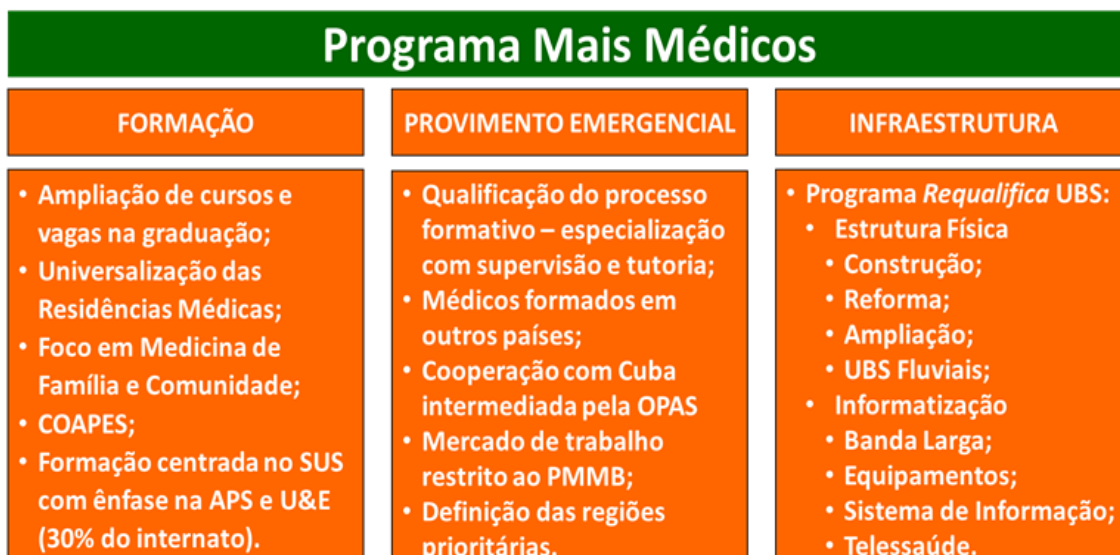 Programa Mais Médicos
FORMAÇÃO
• Ampliação de cursos e
vagas na graduação;
• Universalização das
Residências Médicas;
• Foco em Medicina de
Família e Comunidade;
• COAPES;
• Formação centrada no SUS
com ênfase na APS e U&E
(30% do internato).
PROVIMENTO EMERGENCIAL
• Qualificação do processo
formativo – especialização
com supervisão e tutoria;
• Médicos formados em
outros países;
• Cooperação com Cuba
intermediada pela OPAS
• Mercado de trabalho
restrito ao PMMB;
• Definição das regiões
prioritárias.
INFRAESTRUTURA
• Programa Requalifica UBS:
• Estrutura Física
• Construção;
• Reforma;
• Ampliação;
• UBS Fluviais;
• Informatização
• Banda Larga;
• Equipamentos;
• Sistema de Informação;
• Telessaúde.